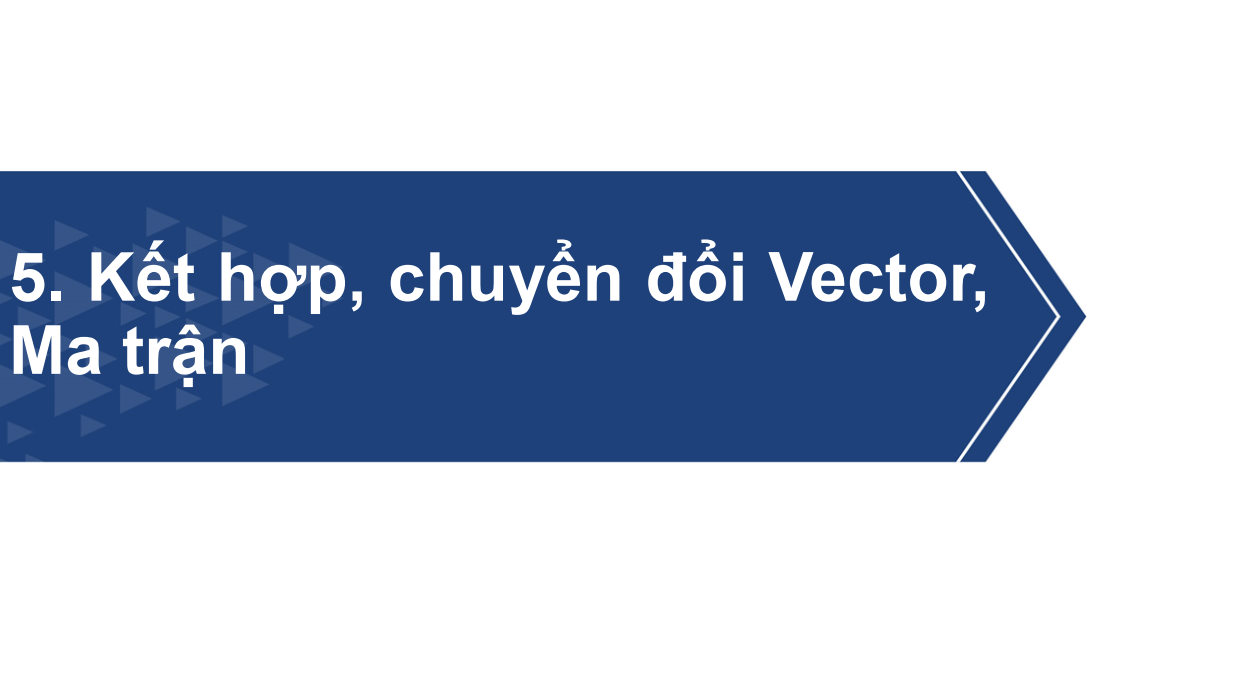 5. Kết hợp, chuyển đổi Vector,
Ma trận